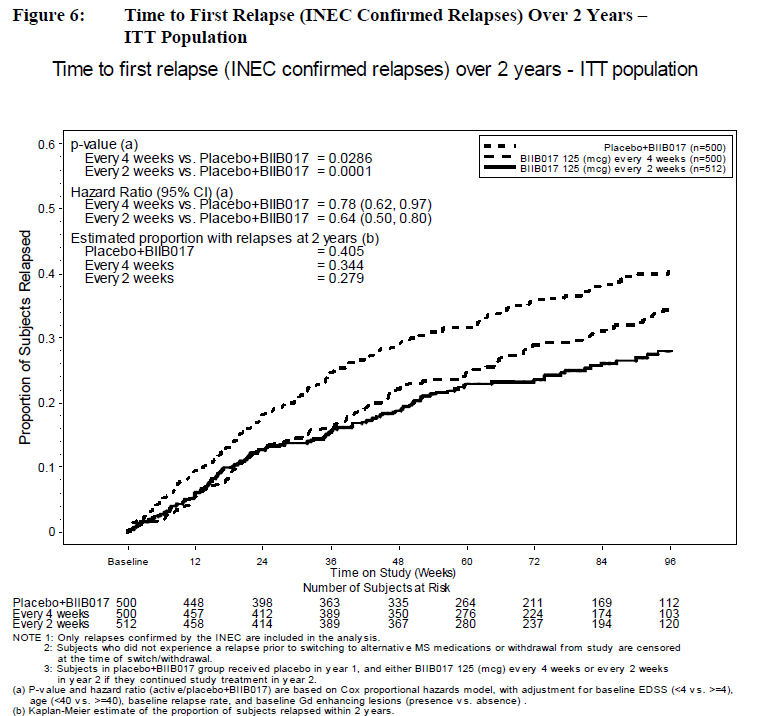 Figure 6: Time to First Relapse (INEC Confirmed Relapses) Over 2 Years –
ITT Population
Time to first relapse (INEC confirmed relapses) over 2 years - ITT population
p-value (a)
Every 4 weeks vs. Placebo+BIIB017 = 0.0286
Every 2 weeks vs. Placebo+BIIB017 = 0.0001
Hazard Ratio (95% CI) (a)
Every 4 weeks vs. Placebo+BIIB017 = 0.78 (0.62, 0.97)
Every 2 weeks vs. Placebo+BIIB017 = 0.64 (0.50, 0.80)
Estimated proportion with relapses at 2 years (b)
Placebo+BIIB017 = 0.405
Every 4 weeks = 0.344
Every 2 weeks = 0.279
Placebo+BIIB017 (n=500)
BIIB017 125 (mcg) every 4 weeks (n=500)
BIIB017 125 (mcg) every 2 weeks (n=512)
Proportion of Subjects Relapsed
0.6
0.5
0.4
0.3
0.2
0.1
0
Baseline 12 24 36 48 60 72 84 96
Time on Study (Weeks)
Number of Subjects at Risk
Placebo+BIIB017 500 448 398 363 335 264 211 169 112
Every 4 weeks 500 457 412 389 350 276 224 174 103
Every 2 weeks 512 458 414 389 367 280 237 194 120
NOTE 1: Only relapses confirmed by the INEC are included in the analysis.
2: Subjects who did not experience a relapse prior to switching to alternative MS medications or withdrawal from study are censored
at the time of switch/withdrawal.
3: Subjects in placebo+BIIB017 group received placebo in year 1, and either BIIB017 125 (mcg) every 4 weeks or every 2 weeks
in year 2 if they continued study treatment in year 2.
(a) P-value and hazard ratio (active/placebo+BIIB017) are based on Cox proportional hazards model, with adjustment for baseline EDSS (<4 vs. >=4),
age (<40 vs. >=40), baseline relapse rate, and baseline Gd enhancing lesions (presence vs. absence) .
(b) Kaplan-Meier estimate of the proportion of subjects relapsed within 2 years.